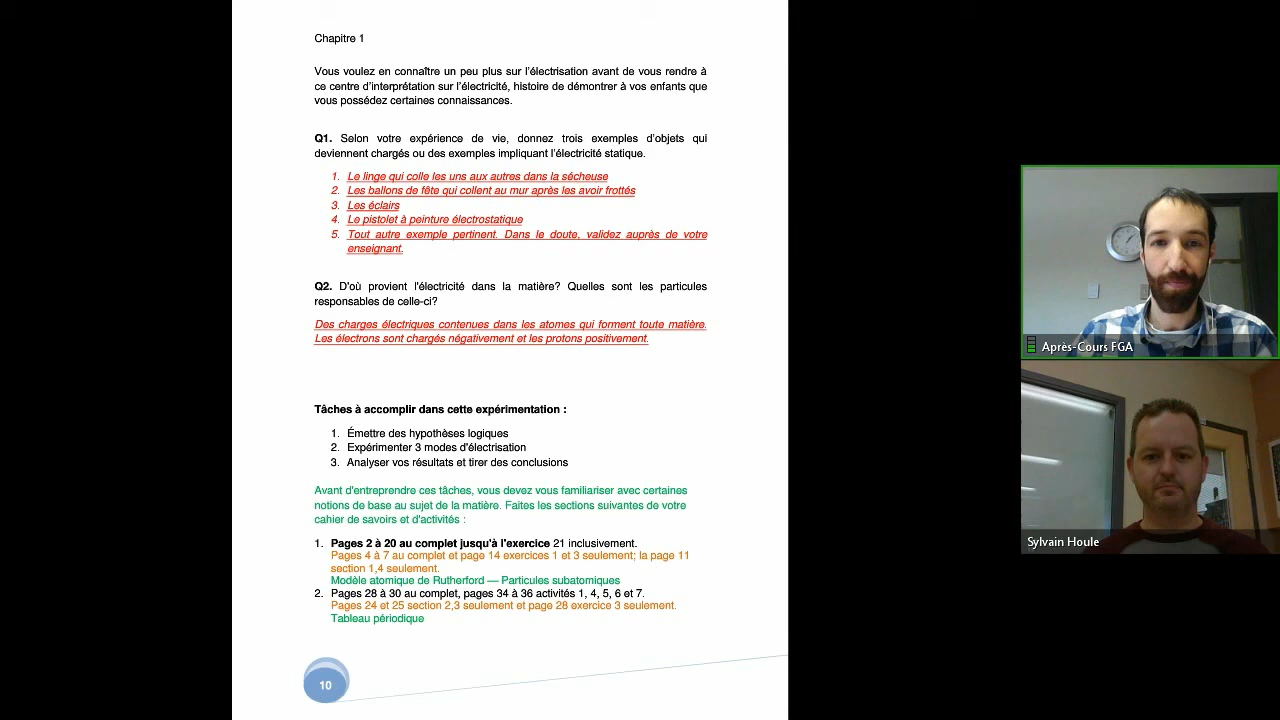 Chapitre 1
Vous voulez en connaître un peu plus sur l'électrisation avant de vous rendre à
ce centre d'interprétation sur l'électricité, histoire de démontrer à vos enfants que
vous possédez certaines connaissances.
Q1. Selon votre expérience de vie, donnez trois exemples d'objets qui
deviennent chargés ou des exemples impliquant l'électricité statique.
1. Le linge qui colle les uns aux autres dans la sécheuse
2. Les ballons de fête qui collent au mur après les avoir frottés
3. Les éclairs
4. Le pistolet à peinture électrostatique
5. Tout autre exemple pertinent. Dans le doute, validez auprès de votre
enseignant.
Q2. D'où provient l'électricité dans la matière? Quelles sont les particules
responsables de celle-ci?
Des charges électriques contenues dans les atomes qui forment toute matière.
Les électrons sont chargés négativement et les protons positivement.
Tâches à accomplir dans cette expérimentation :
1. Émettre des hypothèses logiques
2. Expérimenter 3 modes d'électrisation
3. Analyser vos résultats et tirer des conclusions
Avant d'entreprendre ces tâches, vous devez vous familiariser avec certaines
notions de base au sujet de la matière. Faites les sections suivantes de votre
cahier de savoirs et d'activités :
1. Pages 2 à 20 au complet jusqu'à l'exercice 21 inclusivement.
Pages 4 à 7 au complet et page 14 exercices 1 et 3 seulement; la page 11
section 1,4 seulement.
Modèle atomique de Rutherford — Particules subatomiques
2. Pages 28 à 30 au complet, pages 34 à 36 activités 1, 4, 5, 6 et 7.
Pages 24 et 25 section 2,3 seulement et page 28 exercice 3 seulement.
Tableau périodique
10
Après-Cours FGA
Sylvain Houle